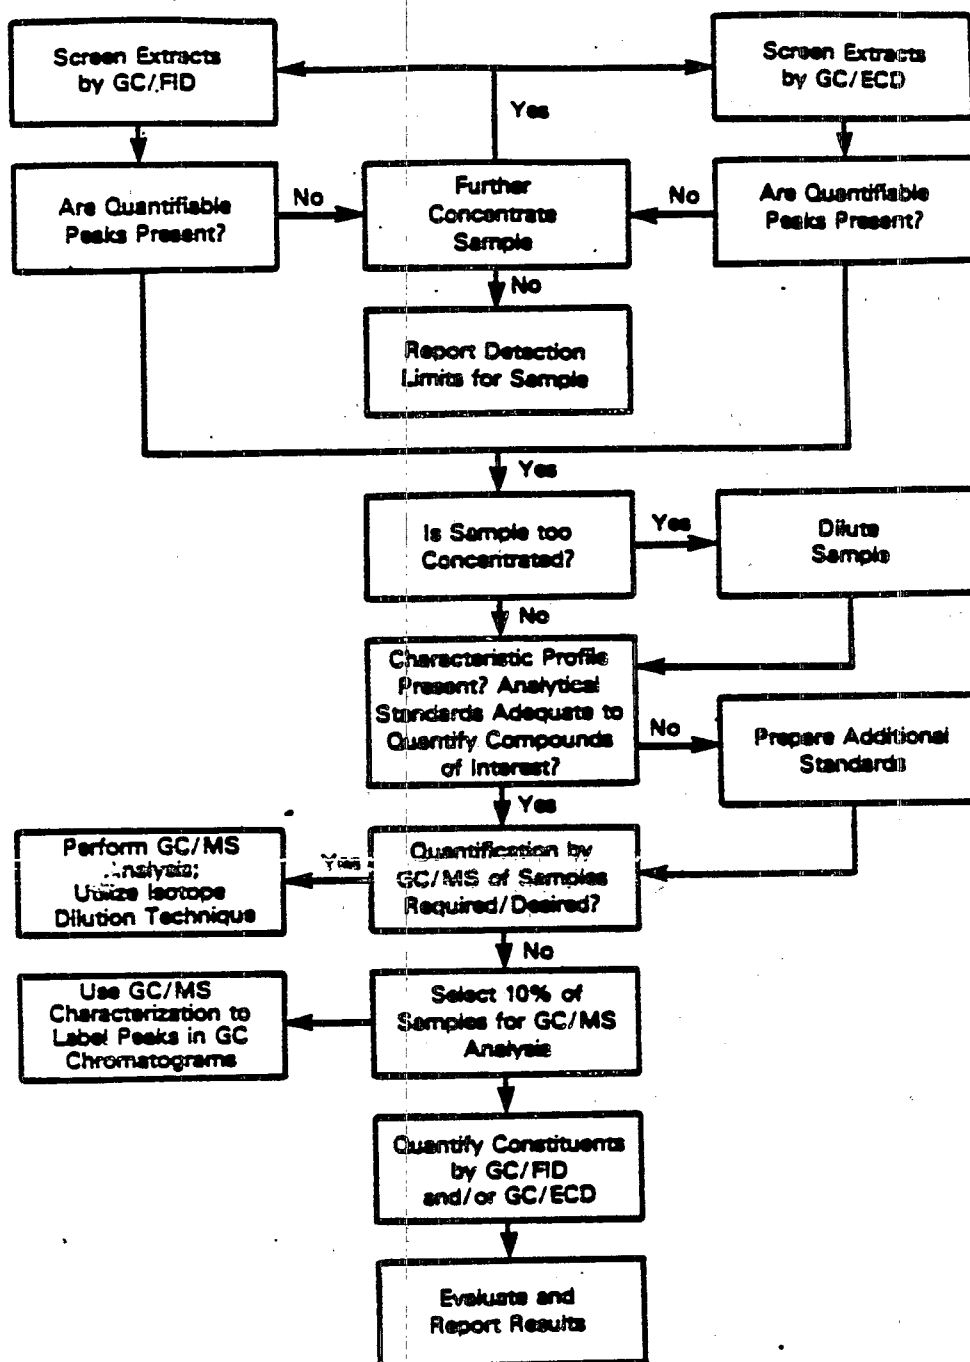 Screen Extracts
by GC/FID
Screen Extracts
by GC/ECD
Yes
Are Quantifiable
Peaks Present?
No
Further
Concentrate
Sample
No
Are Quantifiable
Peaks Present?
No
Report Detection
Limits for Sample
Yes
Is Sample too
Concentrated?
Yes
Dilute
Sample
No
Characteristic Profile
Present? Analytical
Standards Adequate to
Quantify Compounds
of Interest?
No
Prepare Additional
Standards
Yes
Perform GC/MS
Analysis;
Utilize Isotope
Dilution Technique
Yes
Quantification by
GC/MS of Samples
Required/Desired?
No
Use GC/MS
Characterization to
Label Peaks in GC
Chromatograms
Select 10% of
Samples for GC/MS
Analysis
Quantify Constituents
by GC/FID
and/or GC/ECD
Evaluate and
Report Results